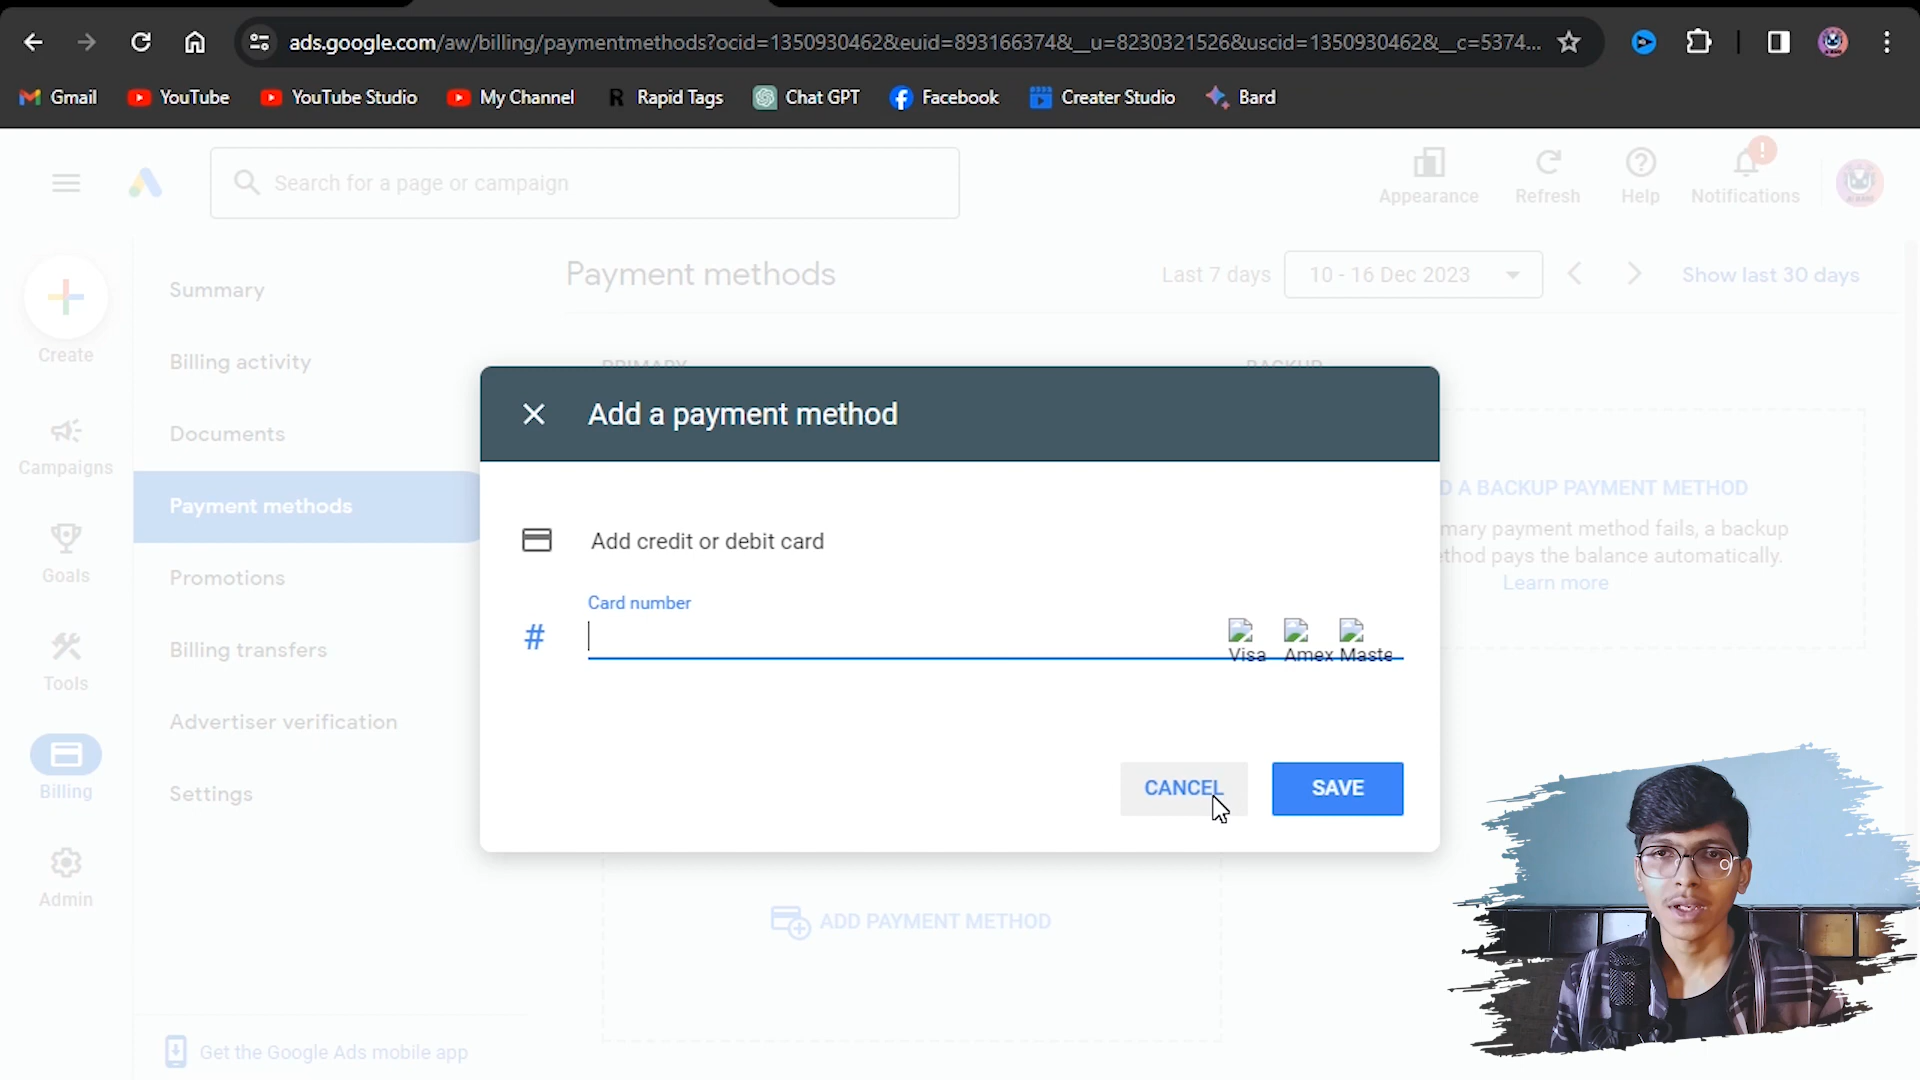 ads.google.com/aw/billing/paymentmethods?ocid=1350930462&euid=893166374&__u=8230321526&uscid=1350930462&__c=5374...
Gmail
YouTube
YouTube Studio
My Channel
R
Rapid Tags
Chat GPT
Facebook
Creater Studio
Bard
Search for a page or campaign
Appearance
Refresh
Help
Notifications
Create
Campaigns
Goals
Tools
Billing
Admin
Summary
Billing activity
Documents
Payment methods
Promotions
Billing transfers
Advertiser verification
Settings
Get the Google Ads mobile app
Payment methods
Last 7 days
10 - 16 Dec 2023
Show last 30 days
PRIMARY
BACKUP
Add a payment method
Add credit or debit card
Card number
#
Visa
Amex
Maste
CANCEL
SAVE
D A BACKUP PAYMENT METHOD
mary payment method fails, a backup
thod pays the balance automatically.
Learn more
ADD PAYMENT METHOD